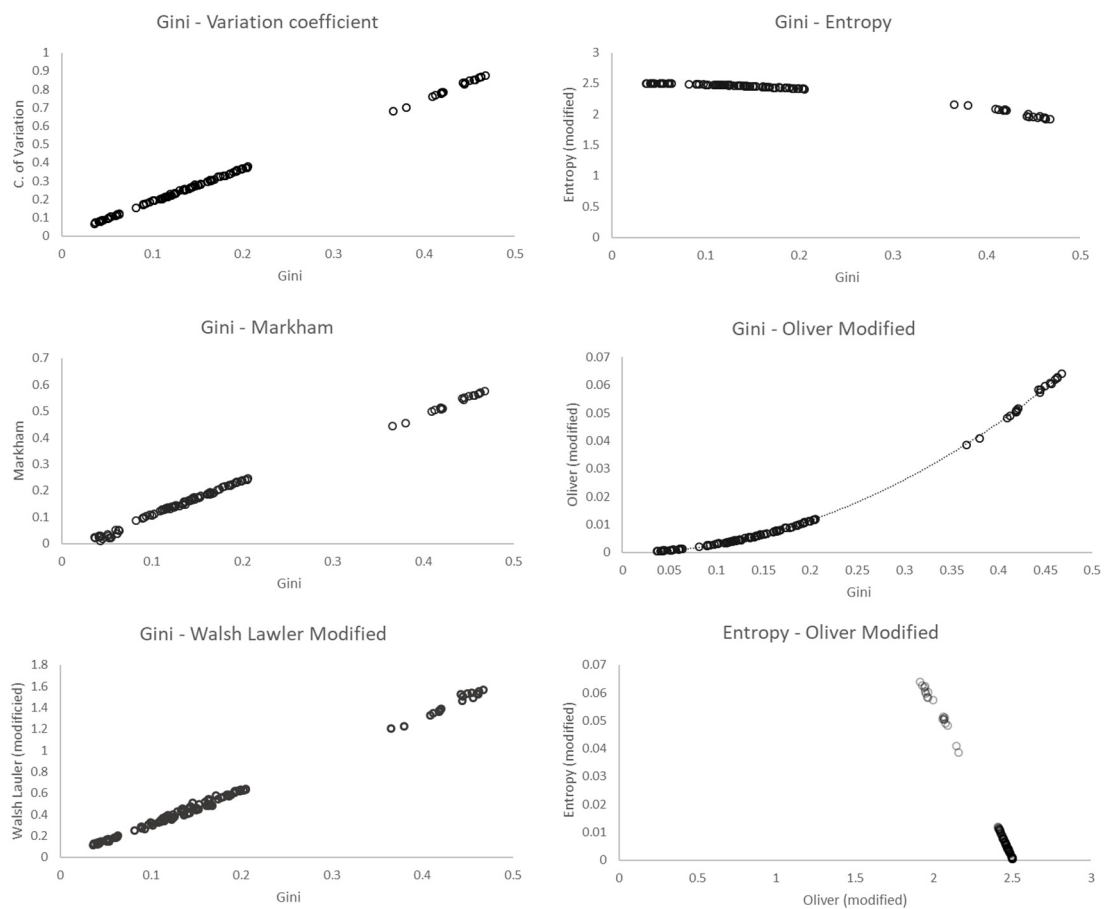 Gini - Variation coefficient
1
0.9
0.8
0.7
0.6
0.5
0.4
0.3
0.2
0.1
0
C. of Variation
0 0.1 0.2 0.3 0.4 0.5
Gini
Gini - Entropy
3
2.5
2
1.5
1
0.5
0
Entropy (modified)
0 0.1 0.2 0.3 0.4 0.5
Gini
Gini - Markham
0.7
0.6
0.5
0.4
0.3
0.2
0.1
0
Markham
0 0.1 0.2 0.3 0.4 0.5
Gini
Gini - Oliver Modified
0.07
0.06
0.05
0.04
0.03
0.02
0.01
0
Oliver (modified)
0 0.05 0.1 0.15 0.2 0.25 0.3 0.35 0.4 0.45 0.5
Gini
Gini - Walsh Lawler Modified
1.8
1.6
1.4
1.2
1
0.8
0.6
0.4
0.2
0
Walsh Lauler (modificied)
0 0.1 0.2 0.3 0.4 0.5
Gini
Entropy - Oliver Modified
0.07
0.06
0.05
0.04
0.03
0.02
0.01
0
Entropy (modified)
0 0.5 1 1.5 2 2.5 3
Oliver (modified)